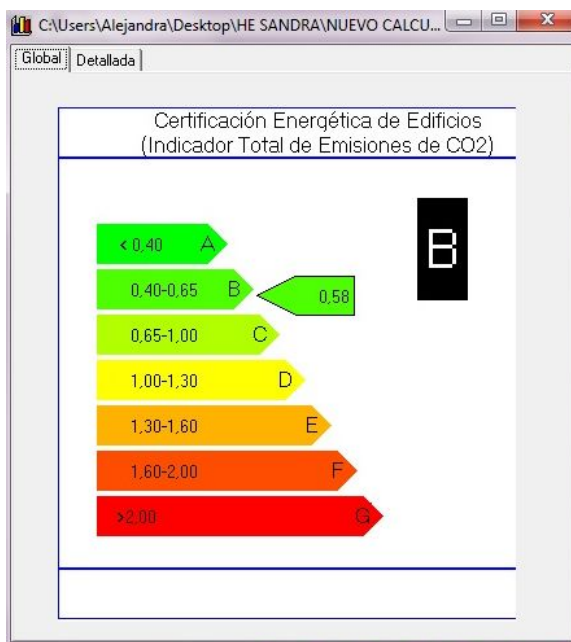 C:\Users\Alejandra\Desktop\HE SANDRA\NUEVO CALCU...
Global
Detallada
Certificación Energética de Edificios
(Indicador Total de Emisiones de CO2)
B
< 0,40 A
0,40-0,65 B
0,58
0,65-1,00 C
1,00-1,30 D
1,30-1,60 E
1,60-2,00 F
>2,00 G